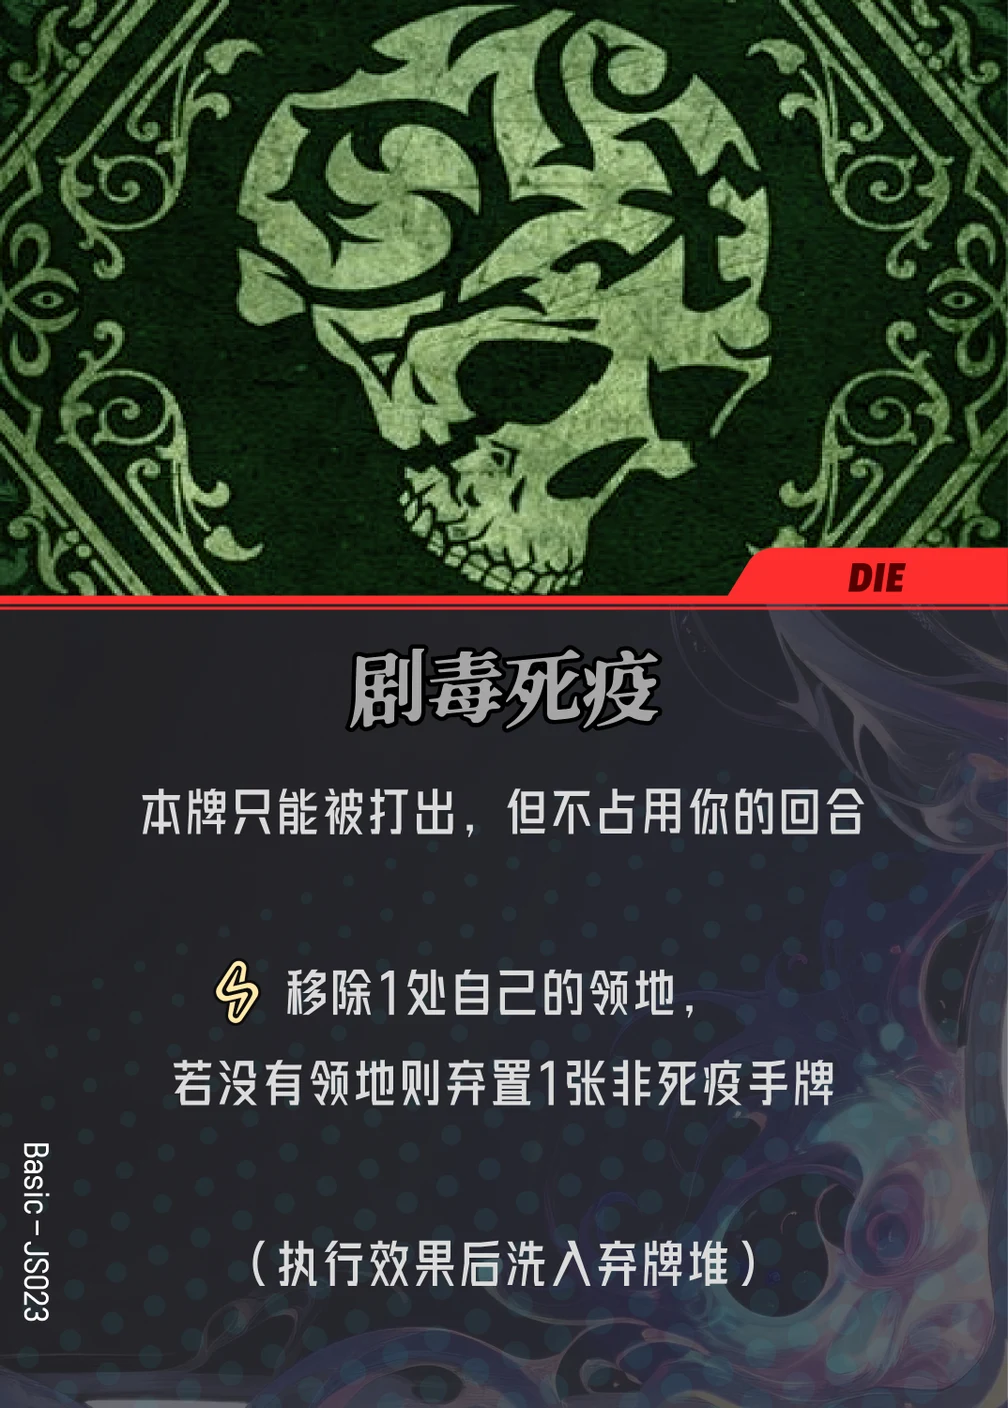 DIE
剧毒死疫
本牌只能被打出，但不占用你的回合
移除1处自己的领地，
若没有领地则弃置1张非死疫手牌
（执行效果后洗入弃牌堆）
Basic－JS023